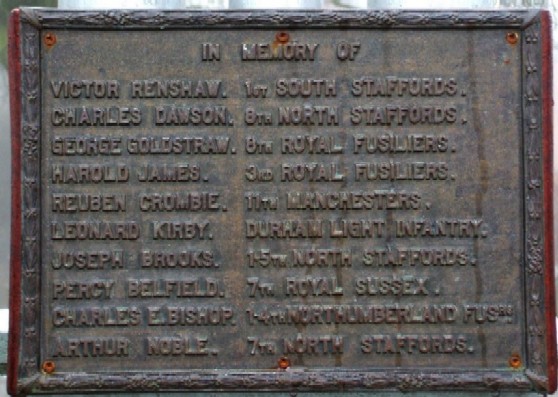 IN MEMORY OF
VICTOR RENSHAW. 1ST SOUTH STAFFORDS.
CHARLES DAWSON. 8TH NORTH STAFFORDS.
GEORGE GOLDSTRAW. 8TH ROYAL FUSILIERS.
HAROLD JAMES. 3RD ROYAL FUSILIERS.
REUBEN CROMBIE. 11TH MANCHESTERS.
LEONARD KIRBY. DURHAM LIGHT INFANTRY.
JOSEPH BROOKS. 1-5TH NORTH STAFFORDS.
PERCY BELFIELD. 7TH ROYAL SUSSEX.
CHARLES E. BISHOP. 1-4TH NORTHUMBERLAND FUSRS
ARTHUR NOBLE. 7TH NORTH STAFFORDS.